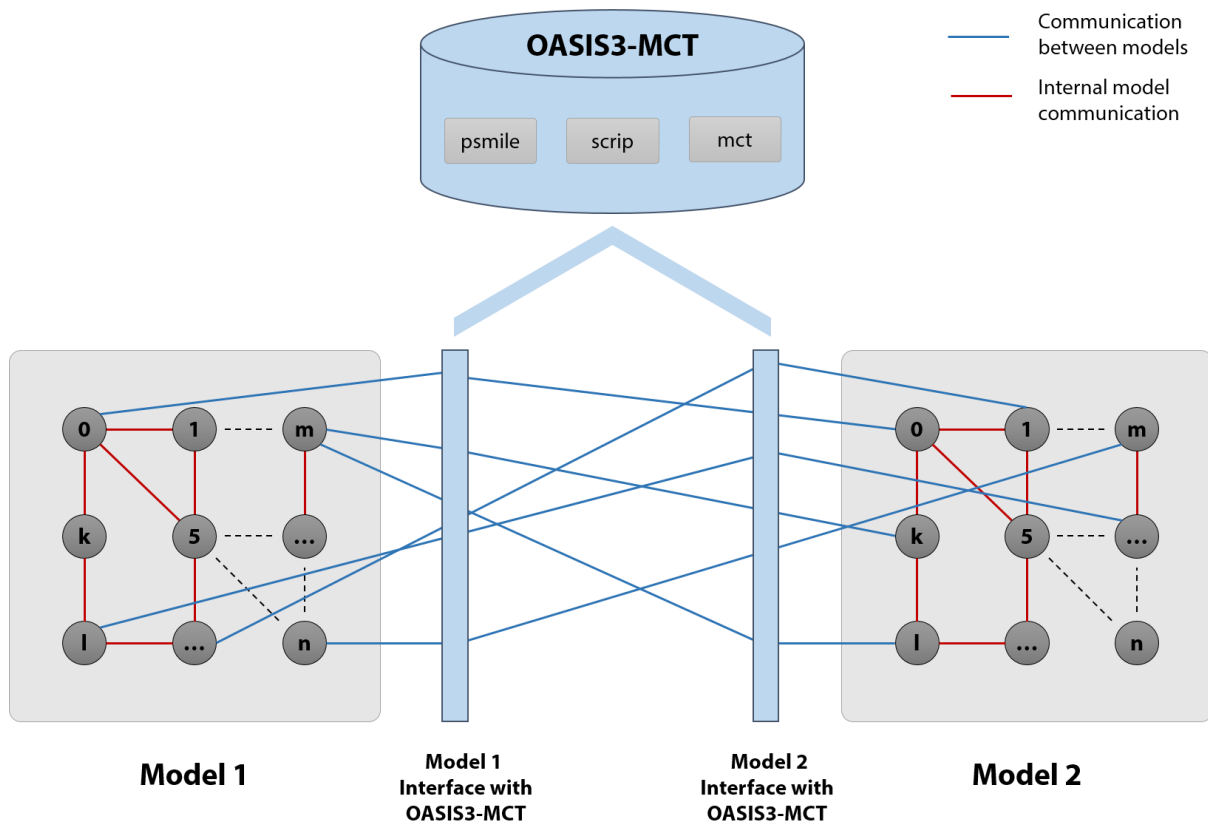 OASIS3-MCT
psmile scrip mct
Communication
between models
Internal model
communication
0 1 m
k 5 ...
l ... n
0 1 m
k 5 ...
l ... n
Model 1
Model 1
Interface with
OASIS3-MCT
Model 2
Interface with
OASIS3-MCT
Model 2